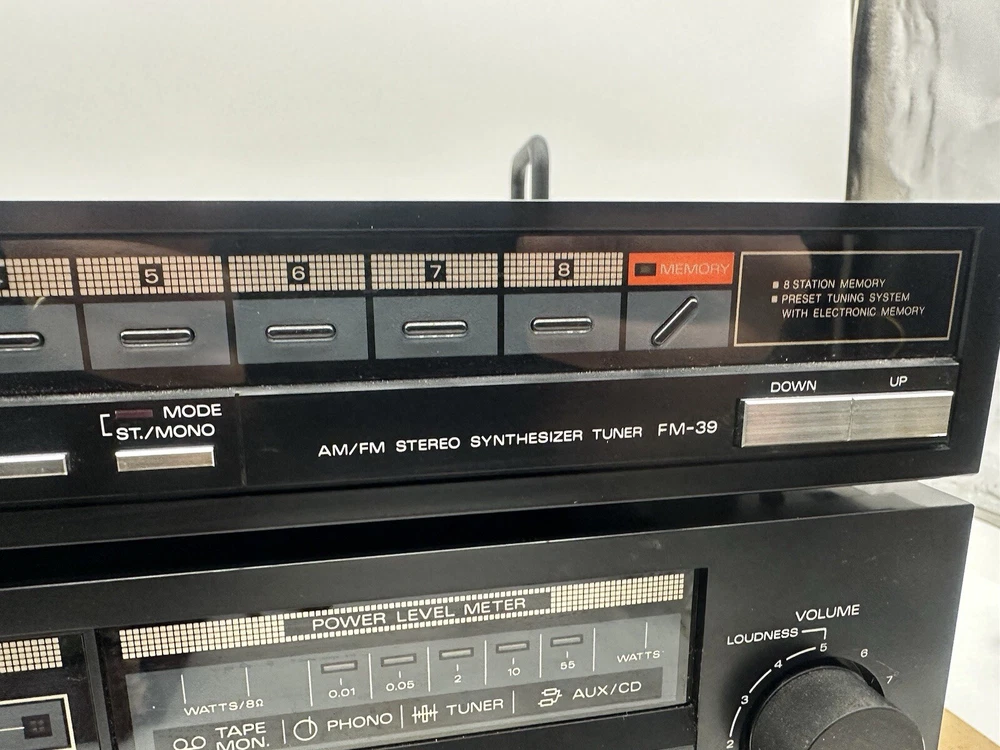 5 6 7 8 MEMORY
8 STATION MEMORY
PRESET TUNING SYSTEM
WITH ELECTRONIC MEMORY
DOWN UP
MODE
ST./MONO
AM/FM STEREO SYNTHESIZER TUNER FM-39
POWER LEVEL METER
WATTS/8Ω 0.01 0.05 2 10 55 WATTS
TAPE
MON. PHONO TUNER AUX/CD
VOLUME
LOUDNESS
2 3 4 5 6 7